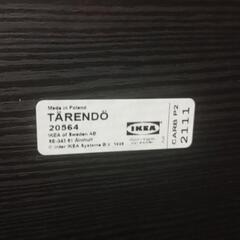 Made in Poland
TÄRENDÖ
20564
IKEA of Sweden AB
SE-343 81 Älmhult
© Inter IKEA Systems B.V. 1999
IKEA
CARB P2
2111